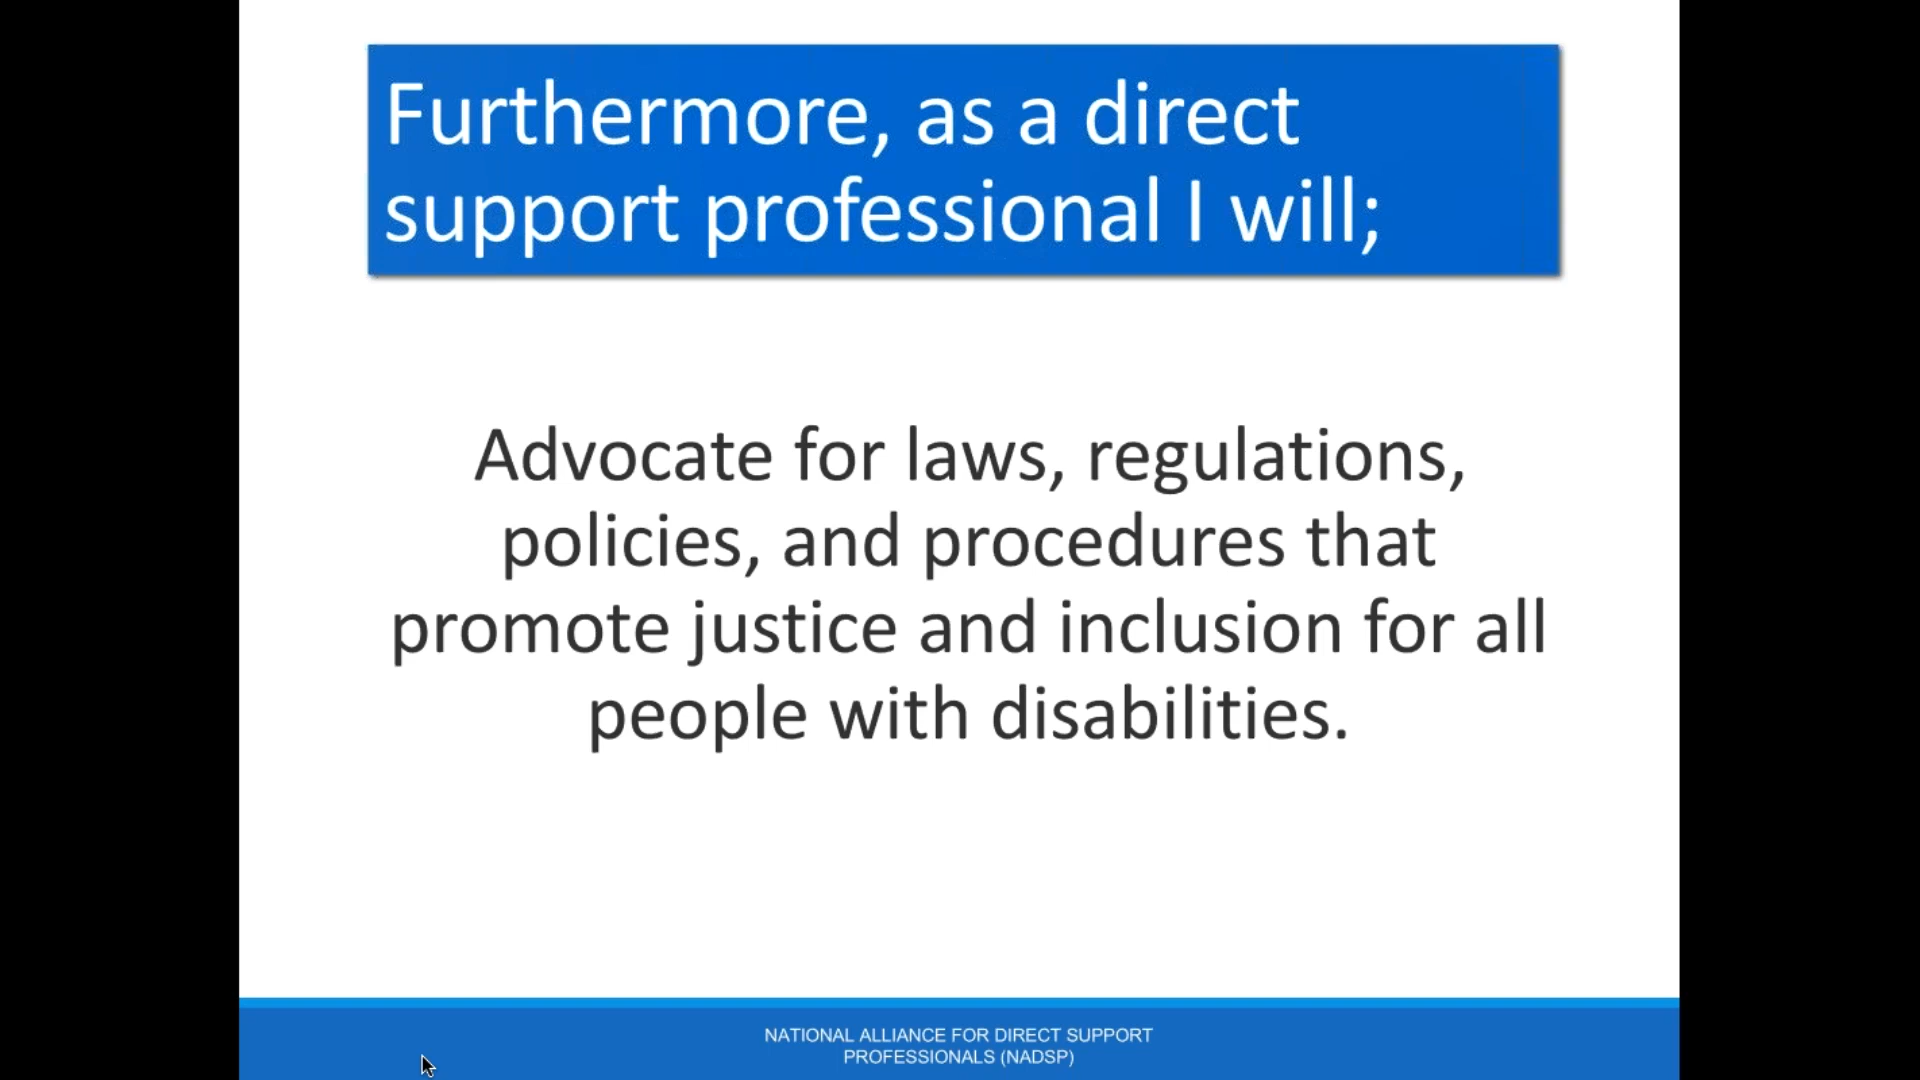 Furthermore, as a direct
support professional I will;
Advocate for laws, regulations,
policies, and procedures that
promote justice and inclusion for all
people with disabilities.
NATIONAL ALLIANCE FOR DIRECT SUPPORT
PROFESSIONALS (NADSP)